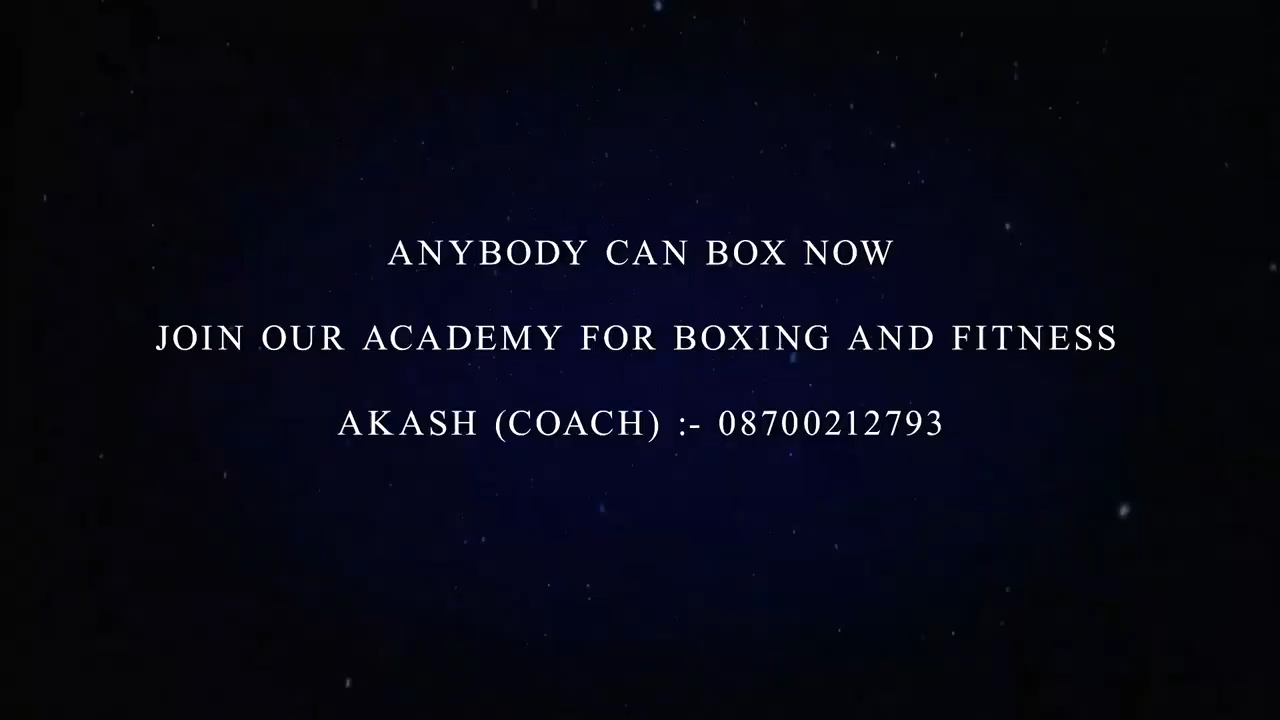 ANYBODY CAN BOX NOW
JOIN OUR ACADEMY FOR BOXING AND FITNESS
AKASH (COACH) :- 08700212793